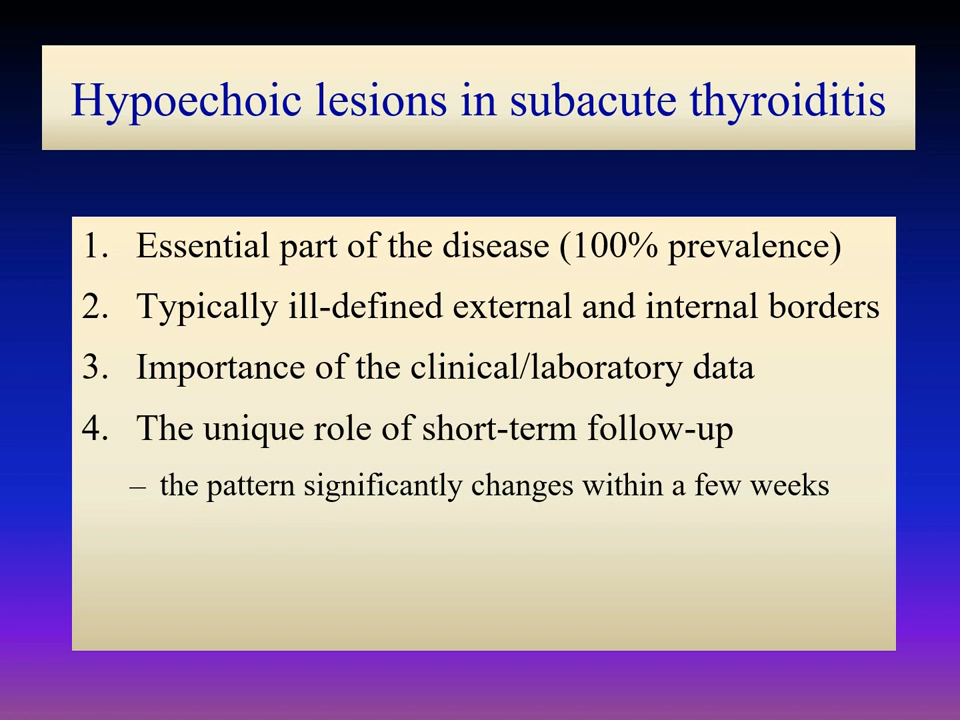 Hypoechoic lesions in subacute thyroiditis
1. Essential part of the disease (100% prevalence)
2. Typically ill-defined external and internal borders
3. Importance of the clinical/laboratory data
4. The unique role of short-term follow-up
– the pattern significantly changes within a few weeks